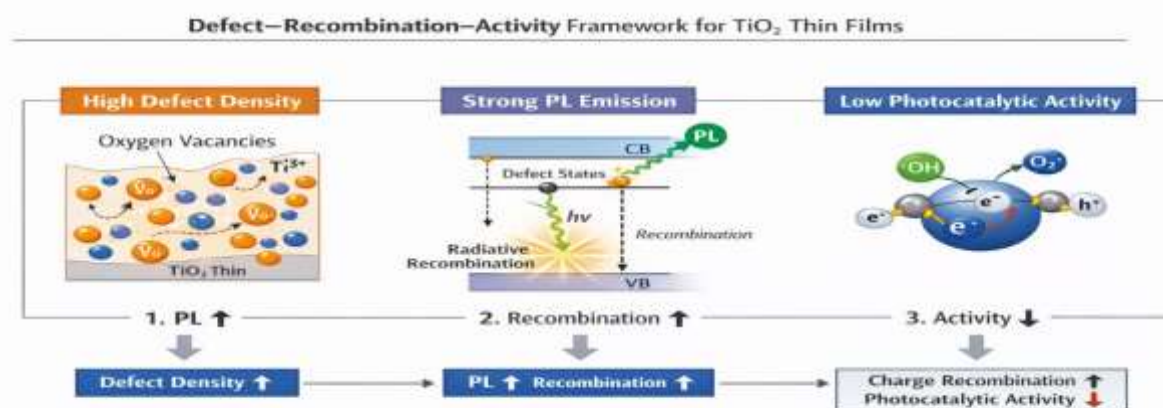 Defect–Recombination–Activity Framework for TiO₂ Thin Films
High Defect Density
Oxygen Vacancies
Ti³⁺
TiO₂ Thin
Strong PL Emission
PL
CB
Defect States
hν
Recombination
Radiative
Recombination
VB
Low Photocatalytic Activity
•OH
O₂•
e⁻
e⁻
h⁺
1. PL ↑
2. Recombination ↑
3. Activity ↓
Defect Density ↑
PL ↑ Recombination ↑
Charge Recombination ↑
Photocatalytic Activity ↓